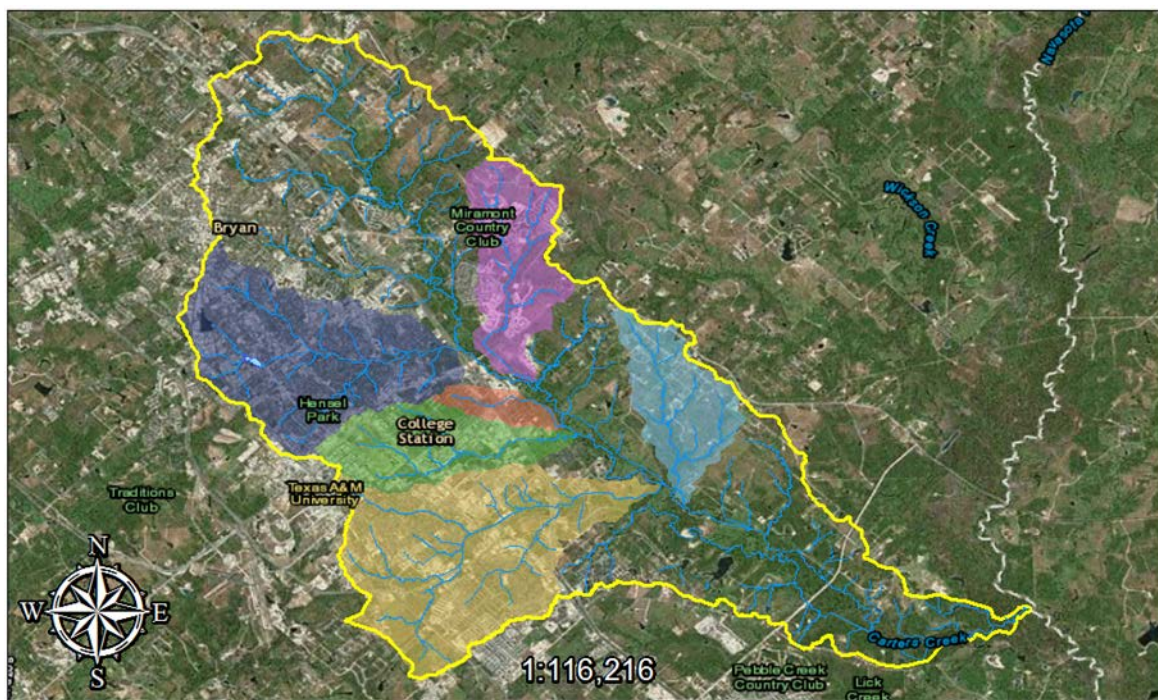 Navasota
Wickson
Creek
Miramont
Country
Club
Bryan
Hensel
Park
College
Station
Texas A&M
University
Traditions
Club
N
W
E
S
1:116,216
Carters Creek
Pebble Creek
Country Club
Lick
Creek